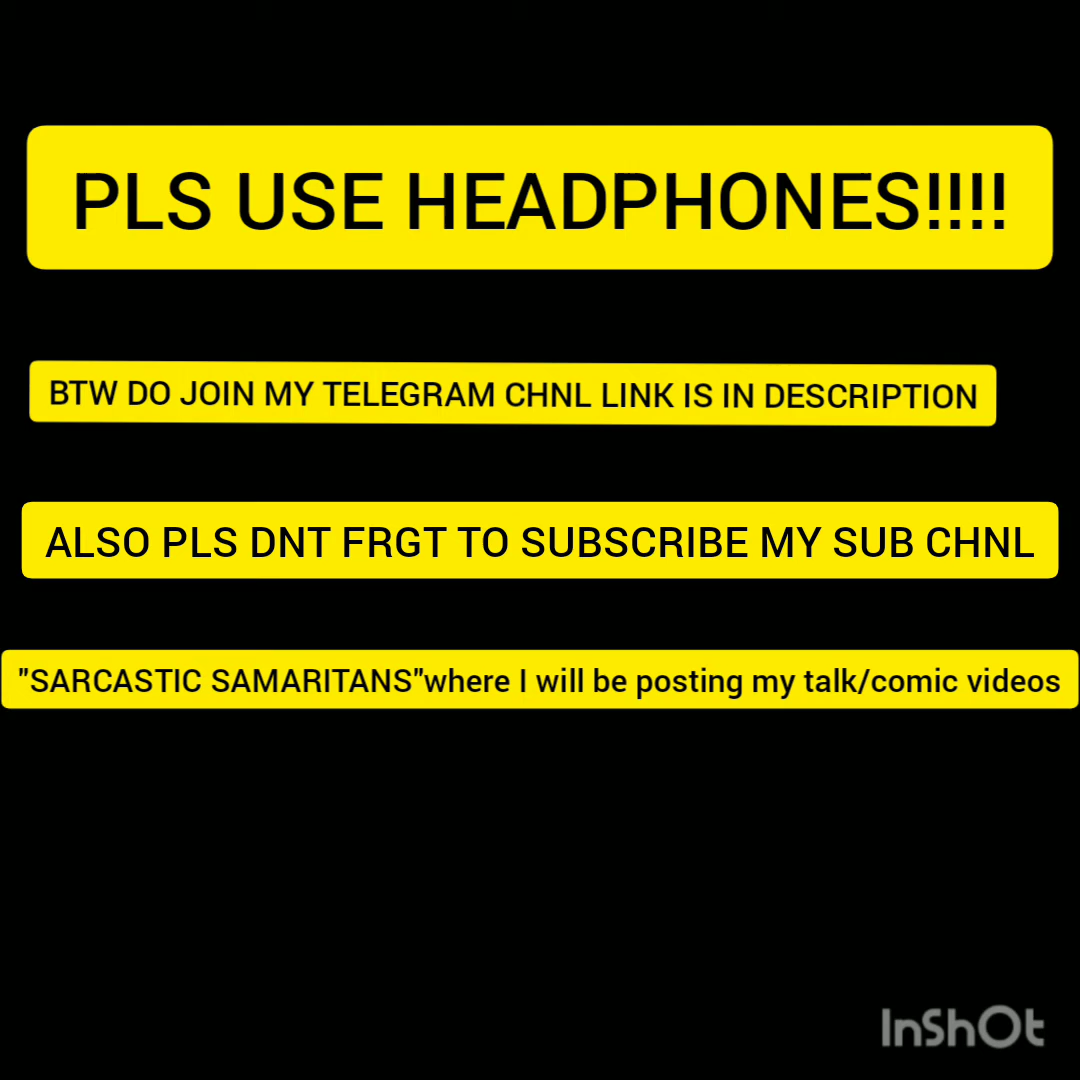 PLS USE HEADPHONES!!!!
BTW DO JOIN MY TELEGRAM CHNL LINK IS IN DESCRIPTION
ALSO PLS DNT FRGT TO SUBSCRIBE MY SUB CHNL
"SARCASTIC SAMARITANS"where I will be posting my talk/comic videos
InShOt